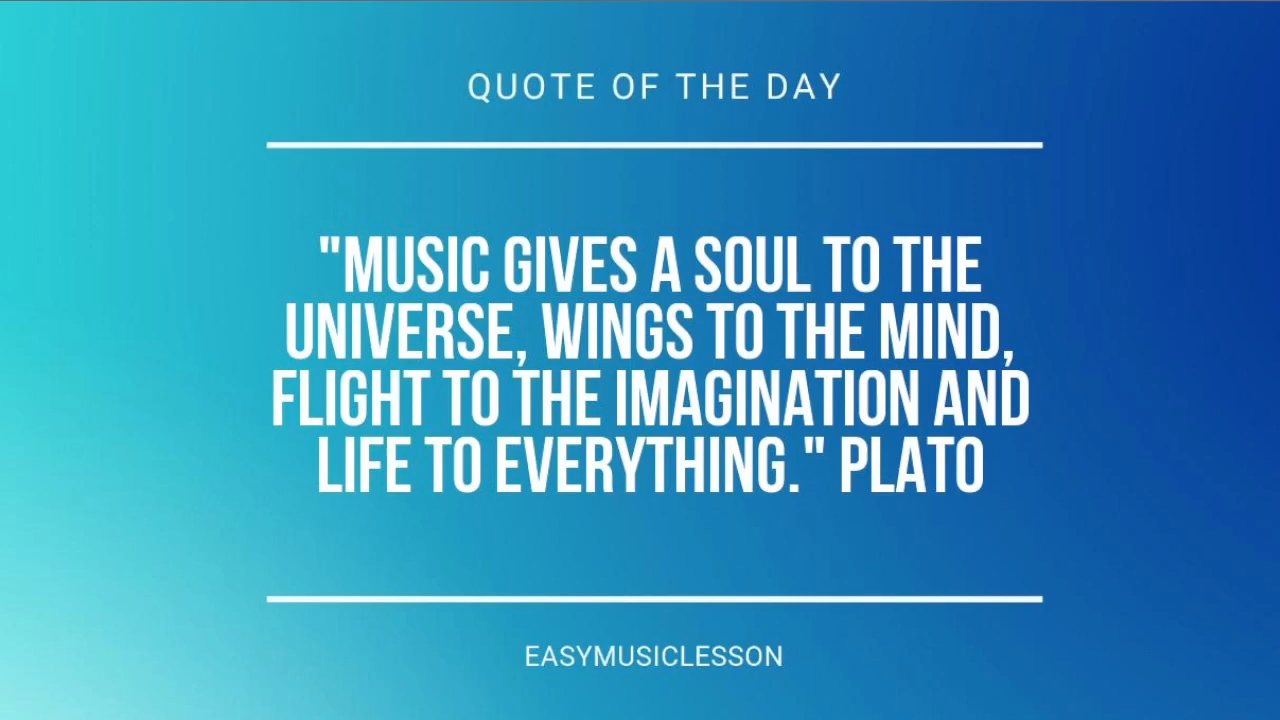 QUOTE OF THE DAY
"MUSIC GIVES A SOUL TO THE
UNIVERSE, WINGS TO THE MIND,
FLIGHT TO THE IMAGINATION AND
LIFE TO EVERYTHING." PLATO
EASYMUSICLESSON